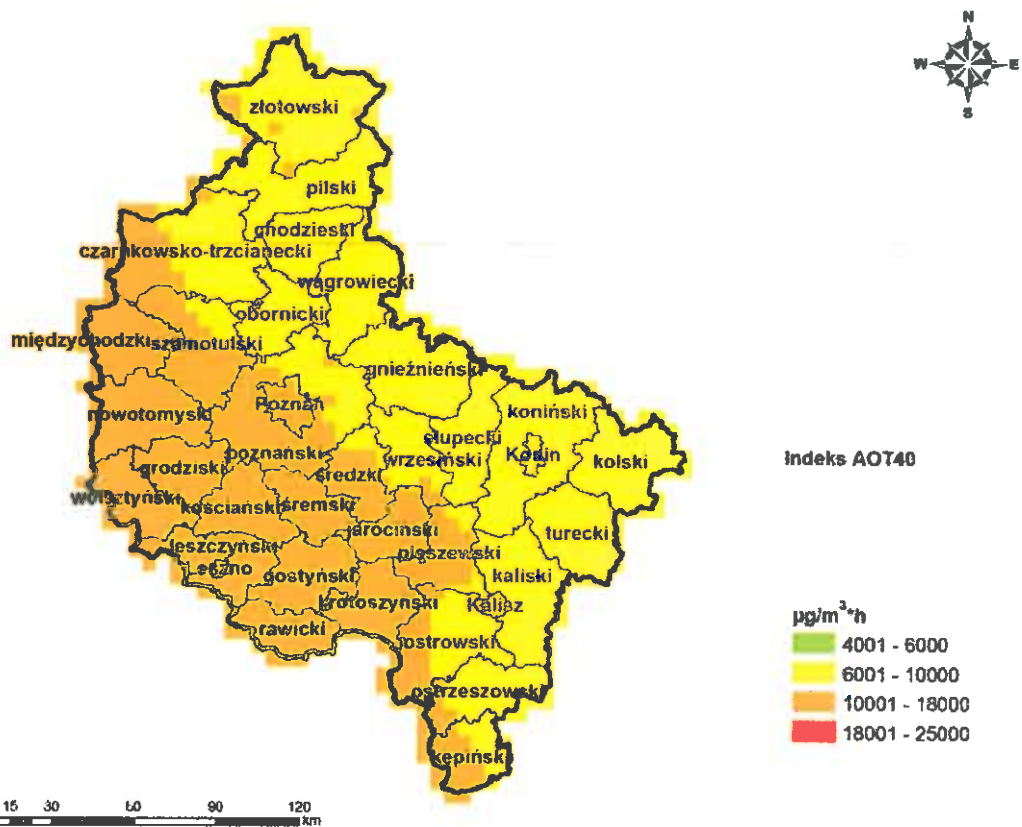 N
W E
S
złotowski
pilski
chodzieski
czarnkowsko-trzcianecki
wągrowiecki
obornicki
międzychodzki szamotulski
gnieźnieński
Poznań
koniński
nowotomyski
słupecki
poznański
wrzesiński
Konin
kolski
Indeks AOT40
grodziski
średzki
wolsztyński
kościański
śremski
jarociński
turecki
leszczyński
pleszewski
Leszno
gostyński
kaliski
krotoszyński
Kalisz
rawicki
ostrowski
µg/m³*h
4001 - 6000
6001 - 10000
ostrzeszowski
10001 - 18000
18001 - 25000
kępiński
15 30 60 90 120
km